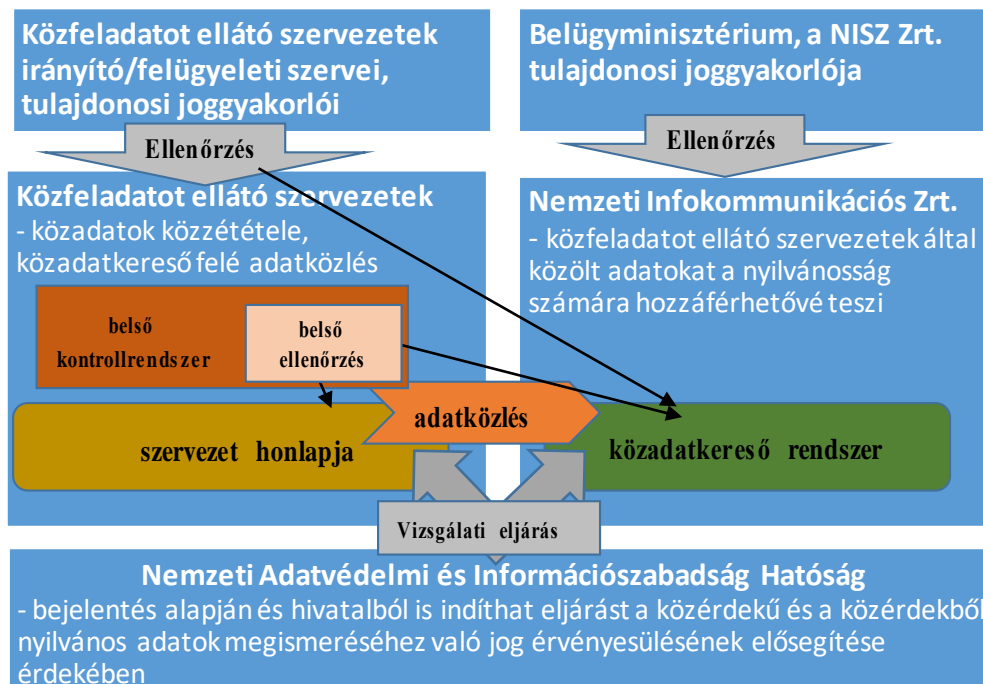 Közfeladatot ellátó szervezetek
irányító/felügyeleti szervei,
tulajdonosi joggyakorlói
Belügyminisztérium, a NISZ Zrt.
tulajdonosi joggyakorlója
Ellenőrzés
Ellenőrzés
Közfeladatot ellátó szervezetek
- közadatok közzététele,
közadatkereső felé adatközlés
Nemzeti Infokommunikációs Zrt.
- közfeladatot ellátó szervezetek által
közölt adatokat a nyilvánosság
számára hozzáférhetővé teszi
belső
kontrollrendszer
belső
ellenőrzés
adatközlés
szervezet honlapja
közadatkereső rendszer
Vizsgálati eljárás
Nemzeti Adatvédelmi és Információszabadság Hatóság
- bejelentés alapján és hivatalból is indíthat eljárást a közérdekű és a közérdekből
nyilvános adatok megismeréséhez való jog érvényesülésének elősegítése
érdekében